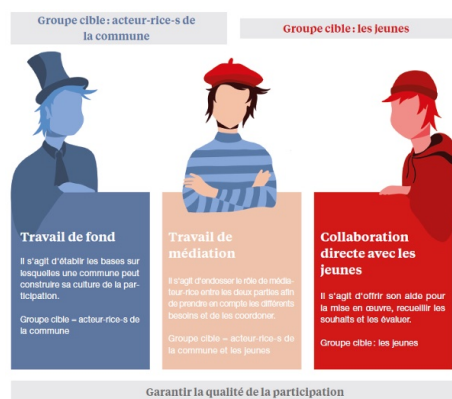 Groupe cible : acteur-rice-s de
la commune
Groupe cible : les jeunes
Travail de fond
Il s'agit d'établir les bases sur
lesquelles une commune peut
construire sa culture de la par-
ticipation.
Groupe cible – acteur-rice-s de
la commune
Travail de
médiation
Il s'agit d'endosser le rôle de média-
teur-rice entre les deux parties afin
de prendre en compte les différents
besoins et de les coordoner.
Groupe cible – acteur-rice-s de
la commune et les jeunes
Collaboration
directe avec les
jeunes
Il s'agit d'offrir son aide pour
la mise en œuvre, recueillir les
souhaits et les évaluer.
Groupe cible : les jeunes
Garantir la qualité de la participation